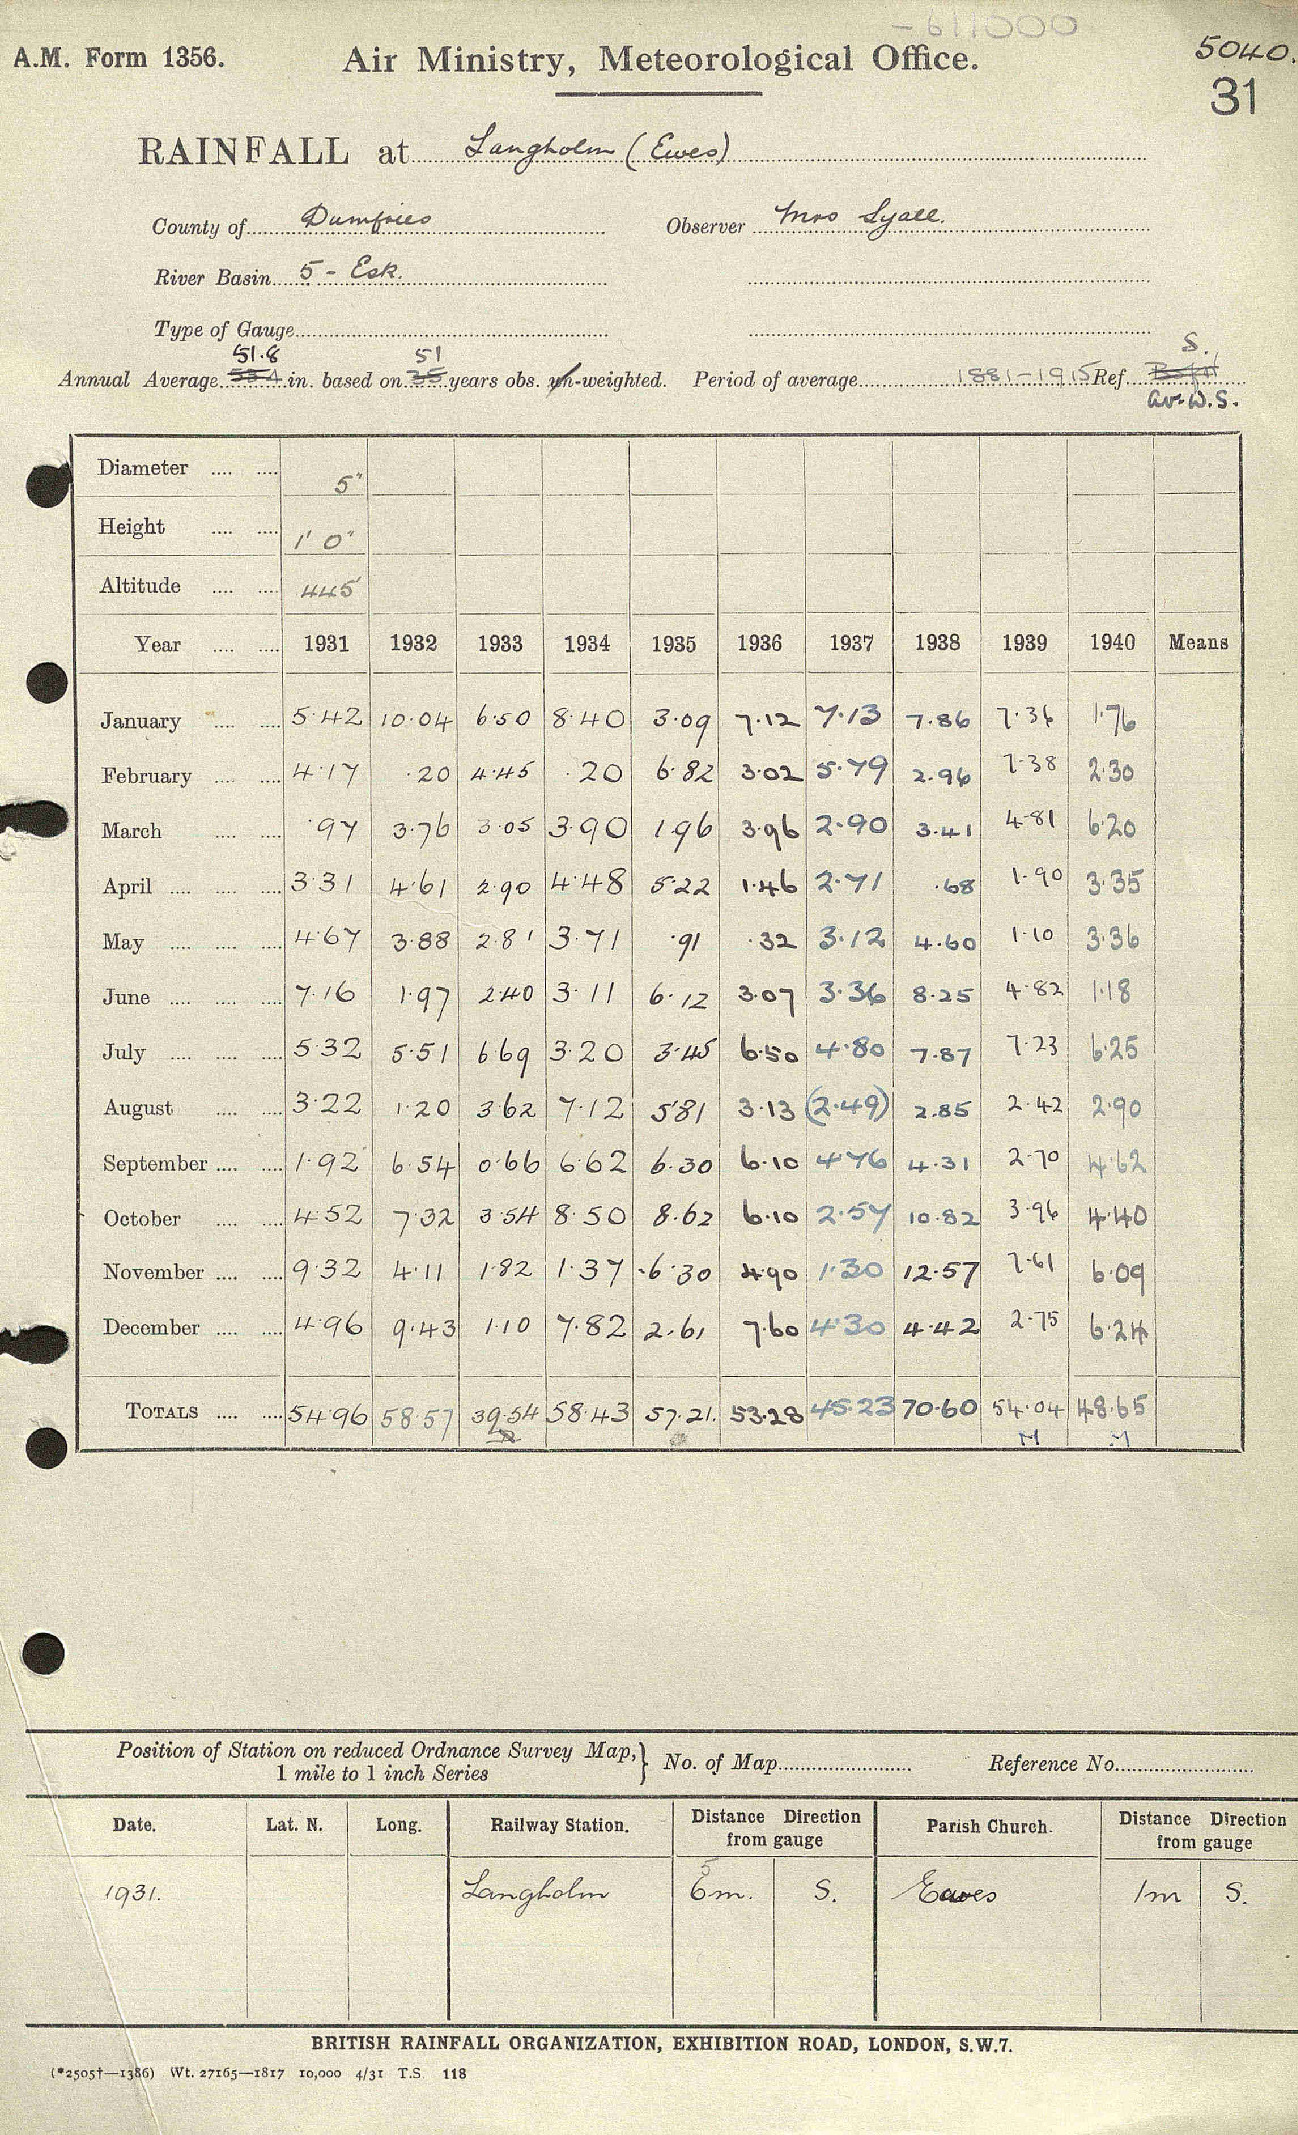 -611000
5040.
A.M. Form 1356.
Air Ministry, Meteorological Office.
31
RAINFALL at Langholm (Ewes)
County of Dumfries
Observer Mrs Lyall.
River Basin 5 - Esk.
Type of Gauge
51.8 51 S.
Annual Average in. based on 35 years obs. un-weighted. Period of average 1881-1915 Ref
av. W.S.
Diameter 5"
Height 1' 0"
Altitude 445'
Year 1931 1932 1933 1934 1935 1936 1937 1938 1939 1940 Means
January 5.42 10.04 6.50 8.40 3.09 7.12 7.13 7.86 7.36 1.76
February 4.17 .20 4.45 .20 6.82 3.02 5.79 2.96 7.38 2.30
March .97 3.76 3.05 3.90 1.96 3.96 2.90 3.41 4.81 6.20
April 3.31 4.61 2.90 4.48 5.22 1.46 2.71 .68 1.90 3.35
May 4.67 3.88 2.81 3.71 .91 .32 3.12 4.60 1.10 3.36
June 7.16 1.97 2.40 3.11 6.12 3.07 3.36 8.25 4.82 1.18
July 5.32 5.51 6.69 3.20 3.45 6.50 4.80 7.87 7.23 6.25
August 3.22 1.20 3.62 7.12 5.81 3.13 (2.49) 2.85 2.42 2.90
September 1.92 6.54 0.66 6.62 6.30 6.10 4.76 4.31 2.70 4.62
October 4.52 7.32 3.54 8.50 8.62 6.10 2.57 10.82 3.96 4.40
November 9.32 4.11 1.82 1.37 6.30 4.90 1.30 12.57 7.61 6.09
December 4.96 9.43 1.10 7.82 2.61 7.60 4.30 4.42 2.75 6.24
TOTALS 54.96 58.57 39.54 58.43 57.21. 53.28 45.23 70.60 54.04 48.65
M M
Position of Station on reduced Ordnance Survey Map,
1 mile to 1 inch Series
No. of Map
Reference No.
Date. Lat. N. Long. Railway Station. Distance Direction from gauge Parish Church. Distance Direction from gauge
5
1931. Langholm 6m. S. Ewes 1m S.
BRITISH RAINFALL ORGANIZATION, EXHIBITION ROAD, LONDON, S.W.7.
(*2505†—1386) Wt. 27165—1817 10,000 4/31 T.S 118